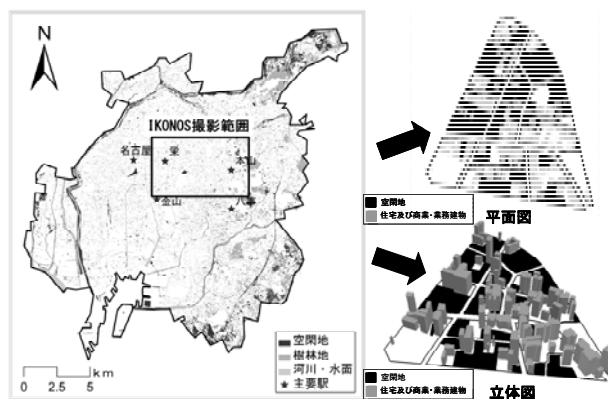 N
IKONOS撮影範囲
名古屋
栄
本山
金山
八事
空閑地
樹林地
河川・水面
主要駅
0 2.5 5
km
空閑地
住宅及び商業・業務建物
平面図
空閑地
住宅及び商業・業務建物
立体図